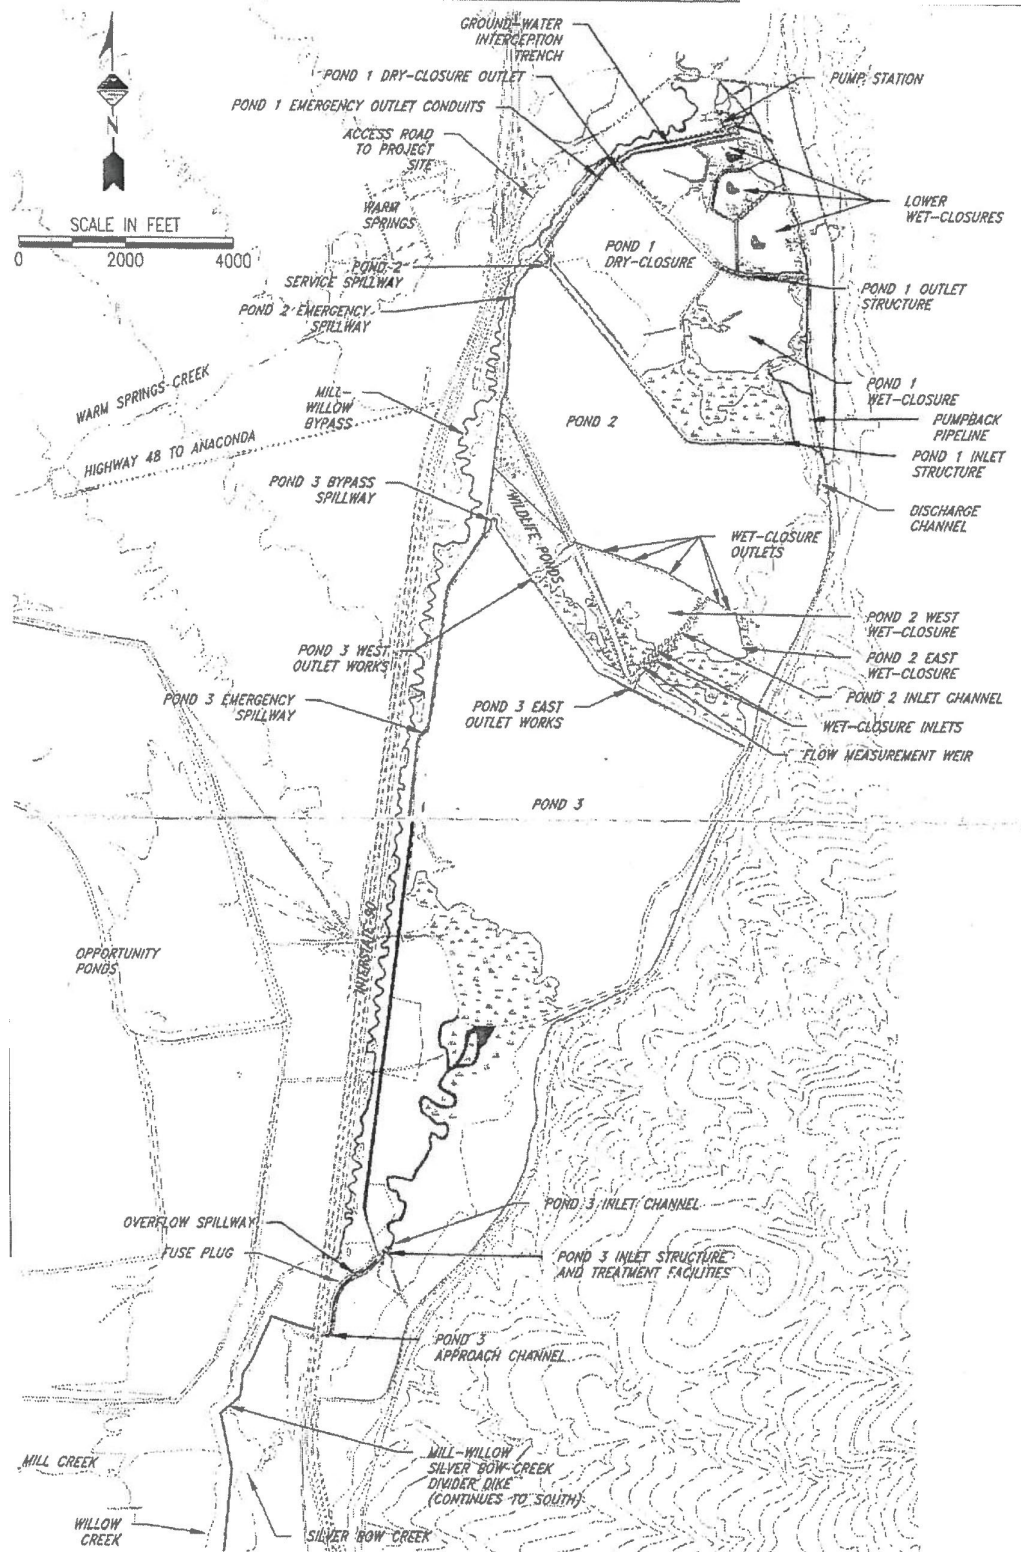 GROUND-WATER
INTERCEPTION
TRENCH
POND 1 DRY-CLOSURE OUTLET
PUMP STATION
POND 1 EMERGENCY OUTLET CONDUITS
ACCESS ROAD
TO PROJECT
SITE
N
LOWER
WET-CLOSURES
WARM
SPRINGS
SCALE IN FEET
0 2000 4000
POND 1
DRY-CLOSURE
POND 2
SERVICE SPILLWAY
POND 1 OUTLET
STRUCTURE
POND 2 EMERGENCY
SPILLWAY
WARM SPRINGS CREEK
MILL-
WILLOW
BYPASS
POND 1
WET-CLOSURE
POND 2
PUMPBACK
PIPELINE
HIGHWAY 48 TO ANACONDA
POND 1 INLET
STRUCTURE
POND 3 BYPASS
SPILLWAY
WILDLIFE PONDS
DISCHARGE
CHANNEL
WET-CLOSURE
OUTLETS
POND 2 WEST
WET-CLOSURE
POND 3 WEST
OUTLET WORKS
POND 2 EAST
WET-CLOSURE
POND 3 EMERGENCY
SPILLWAY
POND 3 EAST
OUTLET WORKS
POND 2 INLET CHANNEL
WET-CLOSURE INLETS
FLOW MEASUREMENT WEIR
POND 3
INTERSTATE-90
OPPORTUNITY
PONDS
POND 3 INLET CHANNEL
OVERFLOW SPILLWAY
FUSE PLUG
POND 3 INLET STRUCTURE
AND TREATMENT FACILITIES
POND 3
APPROACH CHANNEL
MILL-WILLOW
SILVER BOW-CREEK
DIVIDER DIKE
(CONTINUES TO SOUTH)
MILL CREEK
WILLOW
CREEK
SILVER BOW CREEK